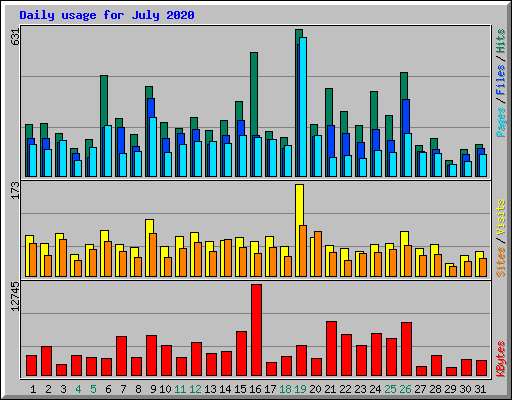 Daily usage for July 2020
631
Pages / Files / Hits
173
Sites / Visits
12745
KBytes
1 2 3 4 5 6 7 8 9 10 11 12 13 14 15 16 17 18 19 20 21 22 23 24 25 26 27 28 29 30 31